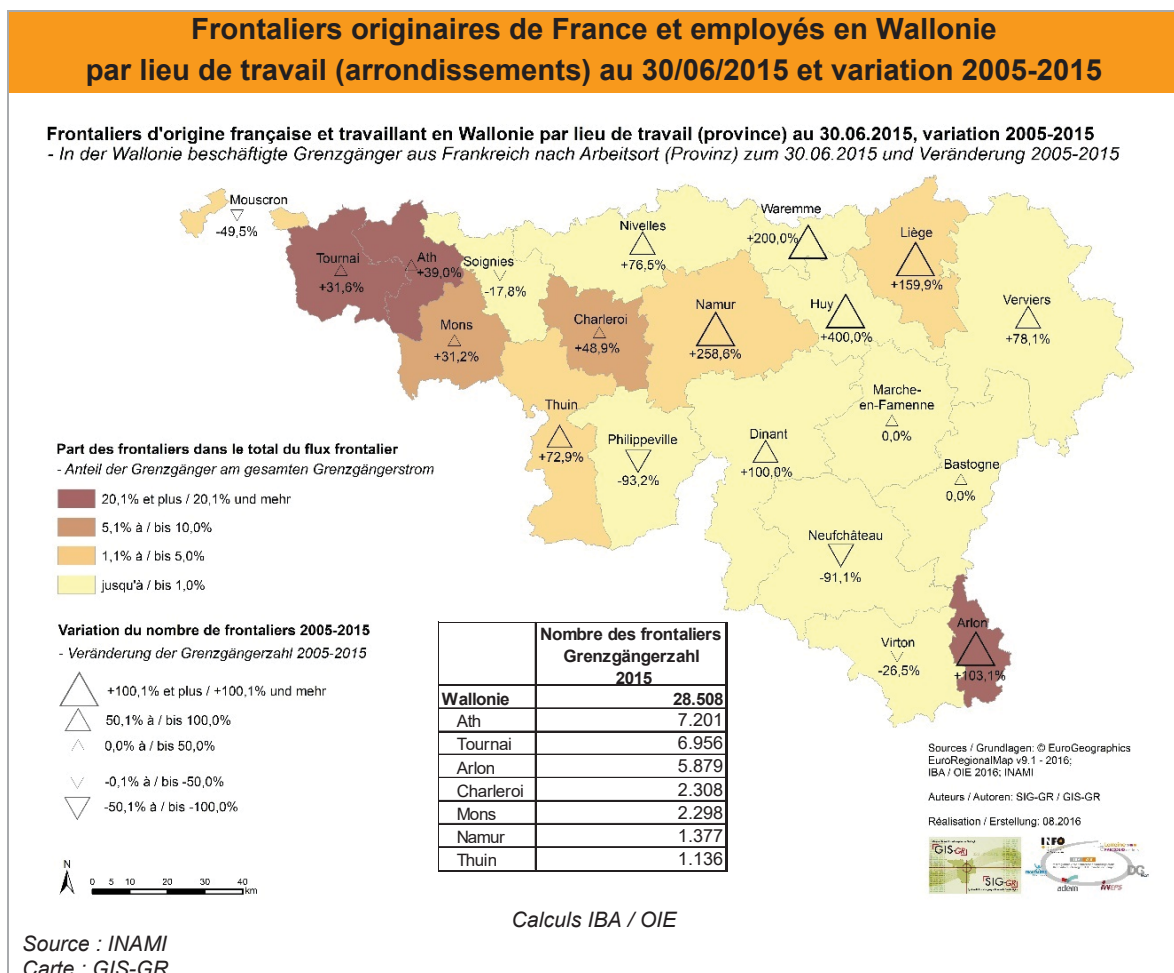 Frontaliers originaires de France et employés en Wallonie
par lieu de travail (arrondissements) au 30/06/2015 et variation 2005-2015
Frontaliers d'origine française et travaillant en Wallonie par lieu de travail (province) au 30.06.2015, variation 2005-2015
- In der Wallonie beschäftigte Grenzgänger aus Frankreich nach Arbeitsort (Provinz) zum 30.06.2015 und Veränderung 2005-2015
Mouscron
-49,5%
Tournai
+31,6%
Ath
+39,0%
Soignies
-17,8%
Nivelles
+76,5%
Waremme
+200,0%
Liège
+159,9%
Verviers
+78,1%
Mons
+31,2%
Charleroi
+48,9%
Namur
+258,6%
Huy
+400,0%
Thuin
+72,9%
Philippeville
-93,2%
Dinant
+100,0%
Marche-
en-Famenne
0,0%
Bastogne
0,0%
Neufchâteau
-91,1%
Virton
-26,5%
Arlon
+103,1%
Part des frontaliers dans le total du flux frontalier
- Anteil der Grenzgänger am gesamten Grenzgängerstrom
20,1% et plus / 20,1% und mehr
5,1% à / bis 10,0%
1,1% à / bis 5,0%
jusqu'à / bis 1,0%
Variation du nombre de frontaliers 2005-2015
- Veränderung der Grenzgängerzahl 2005-2015
+100,1% et plus / +100,1% und mehr
50,1% à / bis 100,0%
0,0% à / bis 50,0%
-0,1% à / bis -50,0%
-50,1% à / bis -100,0%
N
0 5 10 20 30 40
km
Nombre des frontaliers
Grenzgängerzahl
2015
Wallonie 28.508
Ath 7.201
Tournai 6.956
Arlon 5.879
Charleroi 2.308
Mons 2.298
Namur 1.377
Thuin 1.136
Sources / Grundlagen: © EuroGeographics
EuroRegionalMap v9.1 - 2016;
IBA / OIE 2016; INAMI
Auteurs / Autoren: SIG-GR / GIS-GR
Réalisation / Erstellung: 08.2016
GIS-GR
SIG-GR
INFO
adem
DG
Calculs IBA / OIE
Source : INAMI
Carte : GIS-GR